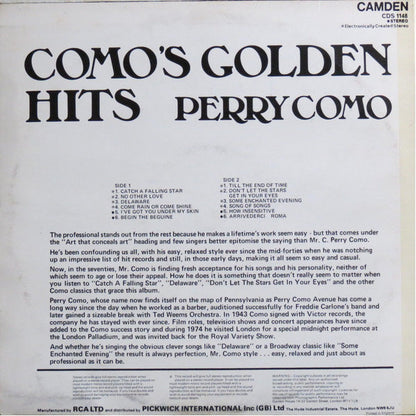 CAMDEN
CDS 1146
★ STEREO
★ Electronically Created Stereo
COMO'S GOLDEN
HITS PERRY COMO
SIDE 1
★1. CATCH A FALLING STAR
★2. NO OTHER LOVE
★3. DELAWARE
★4. COME RAIN OR COME SHINE
★5. I'VE GOT YOU UNDER MY SKIN
★6. BEGIN THE BEGUINE
SIDE 2
★1. TILL THE END OF TIME
★2. DON'T LET THE STARS
GET IN YOUR EYES
★3. SOME ENCHANTED EVENING
★4. SONG OF SONGS
★5. HOW INSENSITIVE
★6. ARRIVEDERCI ROMA
The professional stands out from the rest because he makes a lifetime's work seem easy - but that comes under
the "Art that conceals art" heading and few singers better epitomise the saying than Mr. C. Perry Como.
He's been confounding us all, with his easy, relaxed style ever since the mid-forties when he was notching
up an impressive list of hit records and still, in those early days, making it all seem so easy and casual.
Now, in the seventies, Mr. Como is finding fresh acceptance for his songs and his personality, neither of
which seem to age or lose their appeal. How he does it is something that doesn't really seem to matter when
you listen to "Catch A Falling Star", "Delaware", "Don't Let The Stars Get In Your Eyes" and the other
Como classics that grace this album.
Perry Como, whose name now finds itself on the map of Pennsylvania as Perry Como Avenue has come a
long way since the day when he worked as a barber, auditioned successfully for Freddie Carlone's band and
later gained a sizeable break with Ted Weems Orchestra. In 1943 Como signed with Victor records, the
company he has stayed with ever since. Film roles, television shows and concert appearances have since
added to the Como success story and during 1974 he visited London for a special midnight performance at
the London Palladium, and was invited back for the Royal Variety Show.
And whether he's singing the obvious clever songs like "Delaware" or a Broadway classic like "Some
Enchanted Evening" the result is always perfection, Mr. Como style . . . easy, relaxed and just about as
professional as it can be.
Manufactured by RCA LTD and distributed by PICKWICK INTERNATIONAL Inc (GB) Ltd The Hyde Industrial Estate, The Hyde, London NW9 6JU